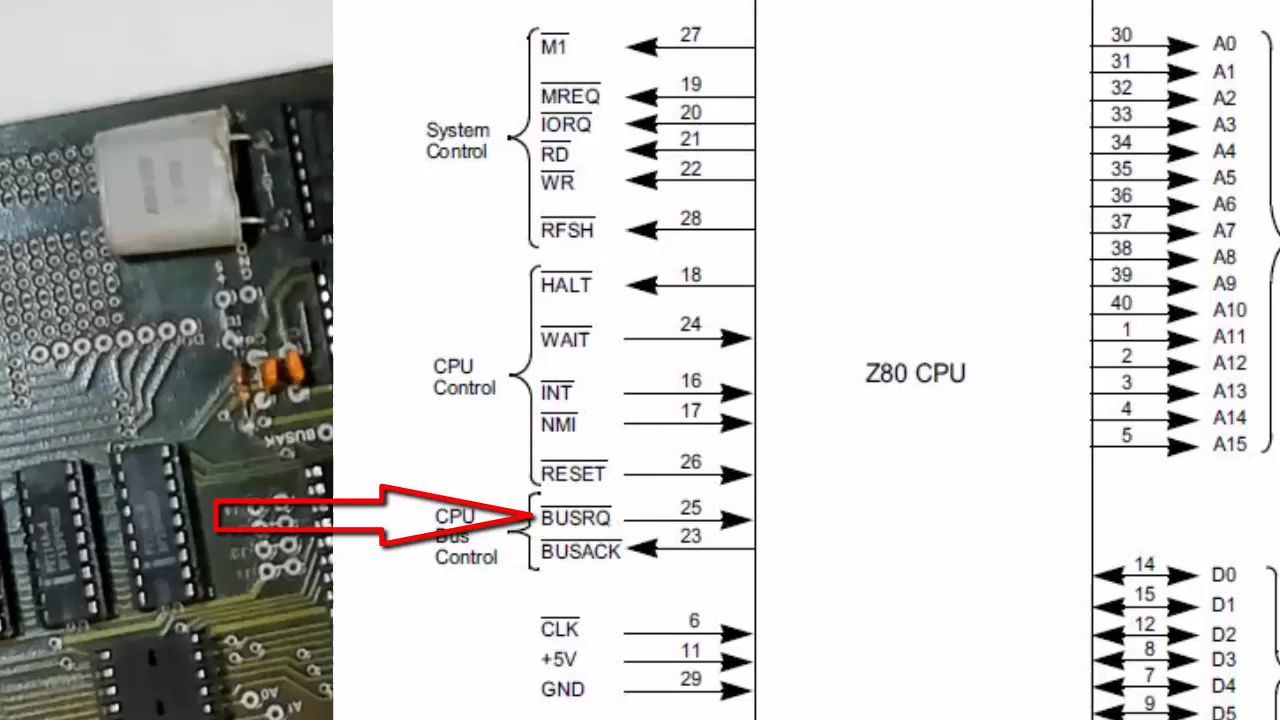 M1 27
MREQ 19
IORQ 20
RD 21
WR 22
RFSH 28
System
Control
HALT 18
WAIT 24
INT 16
NMI 17
RESET 26
CPU
Control
BUSRQ 25
BUSACK 23
CPU
Bus
Control
CLK 6
+5V 11
GND 29
Z80 CPU
30 A0
31 A1
32 A2
33 A3
34 A4
35 A5
36 A6
37 A7
38 A8
39 A9
40 A10
1 A11
2 A12
3 A13
4 A14
5 A15
14 D0
15 D1
12 D2
8 D3
7 D4
9 D5
BUSAK
A0
A1